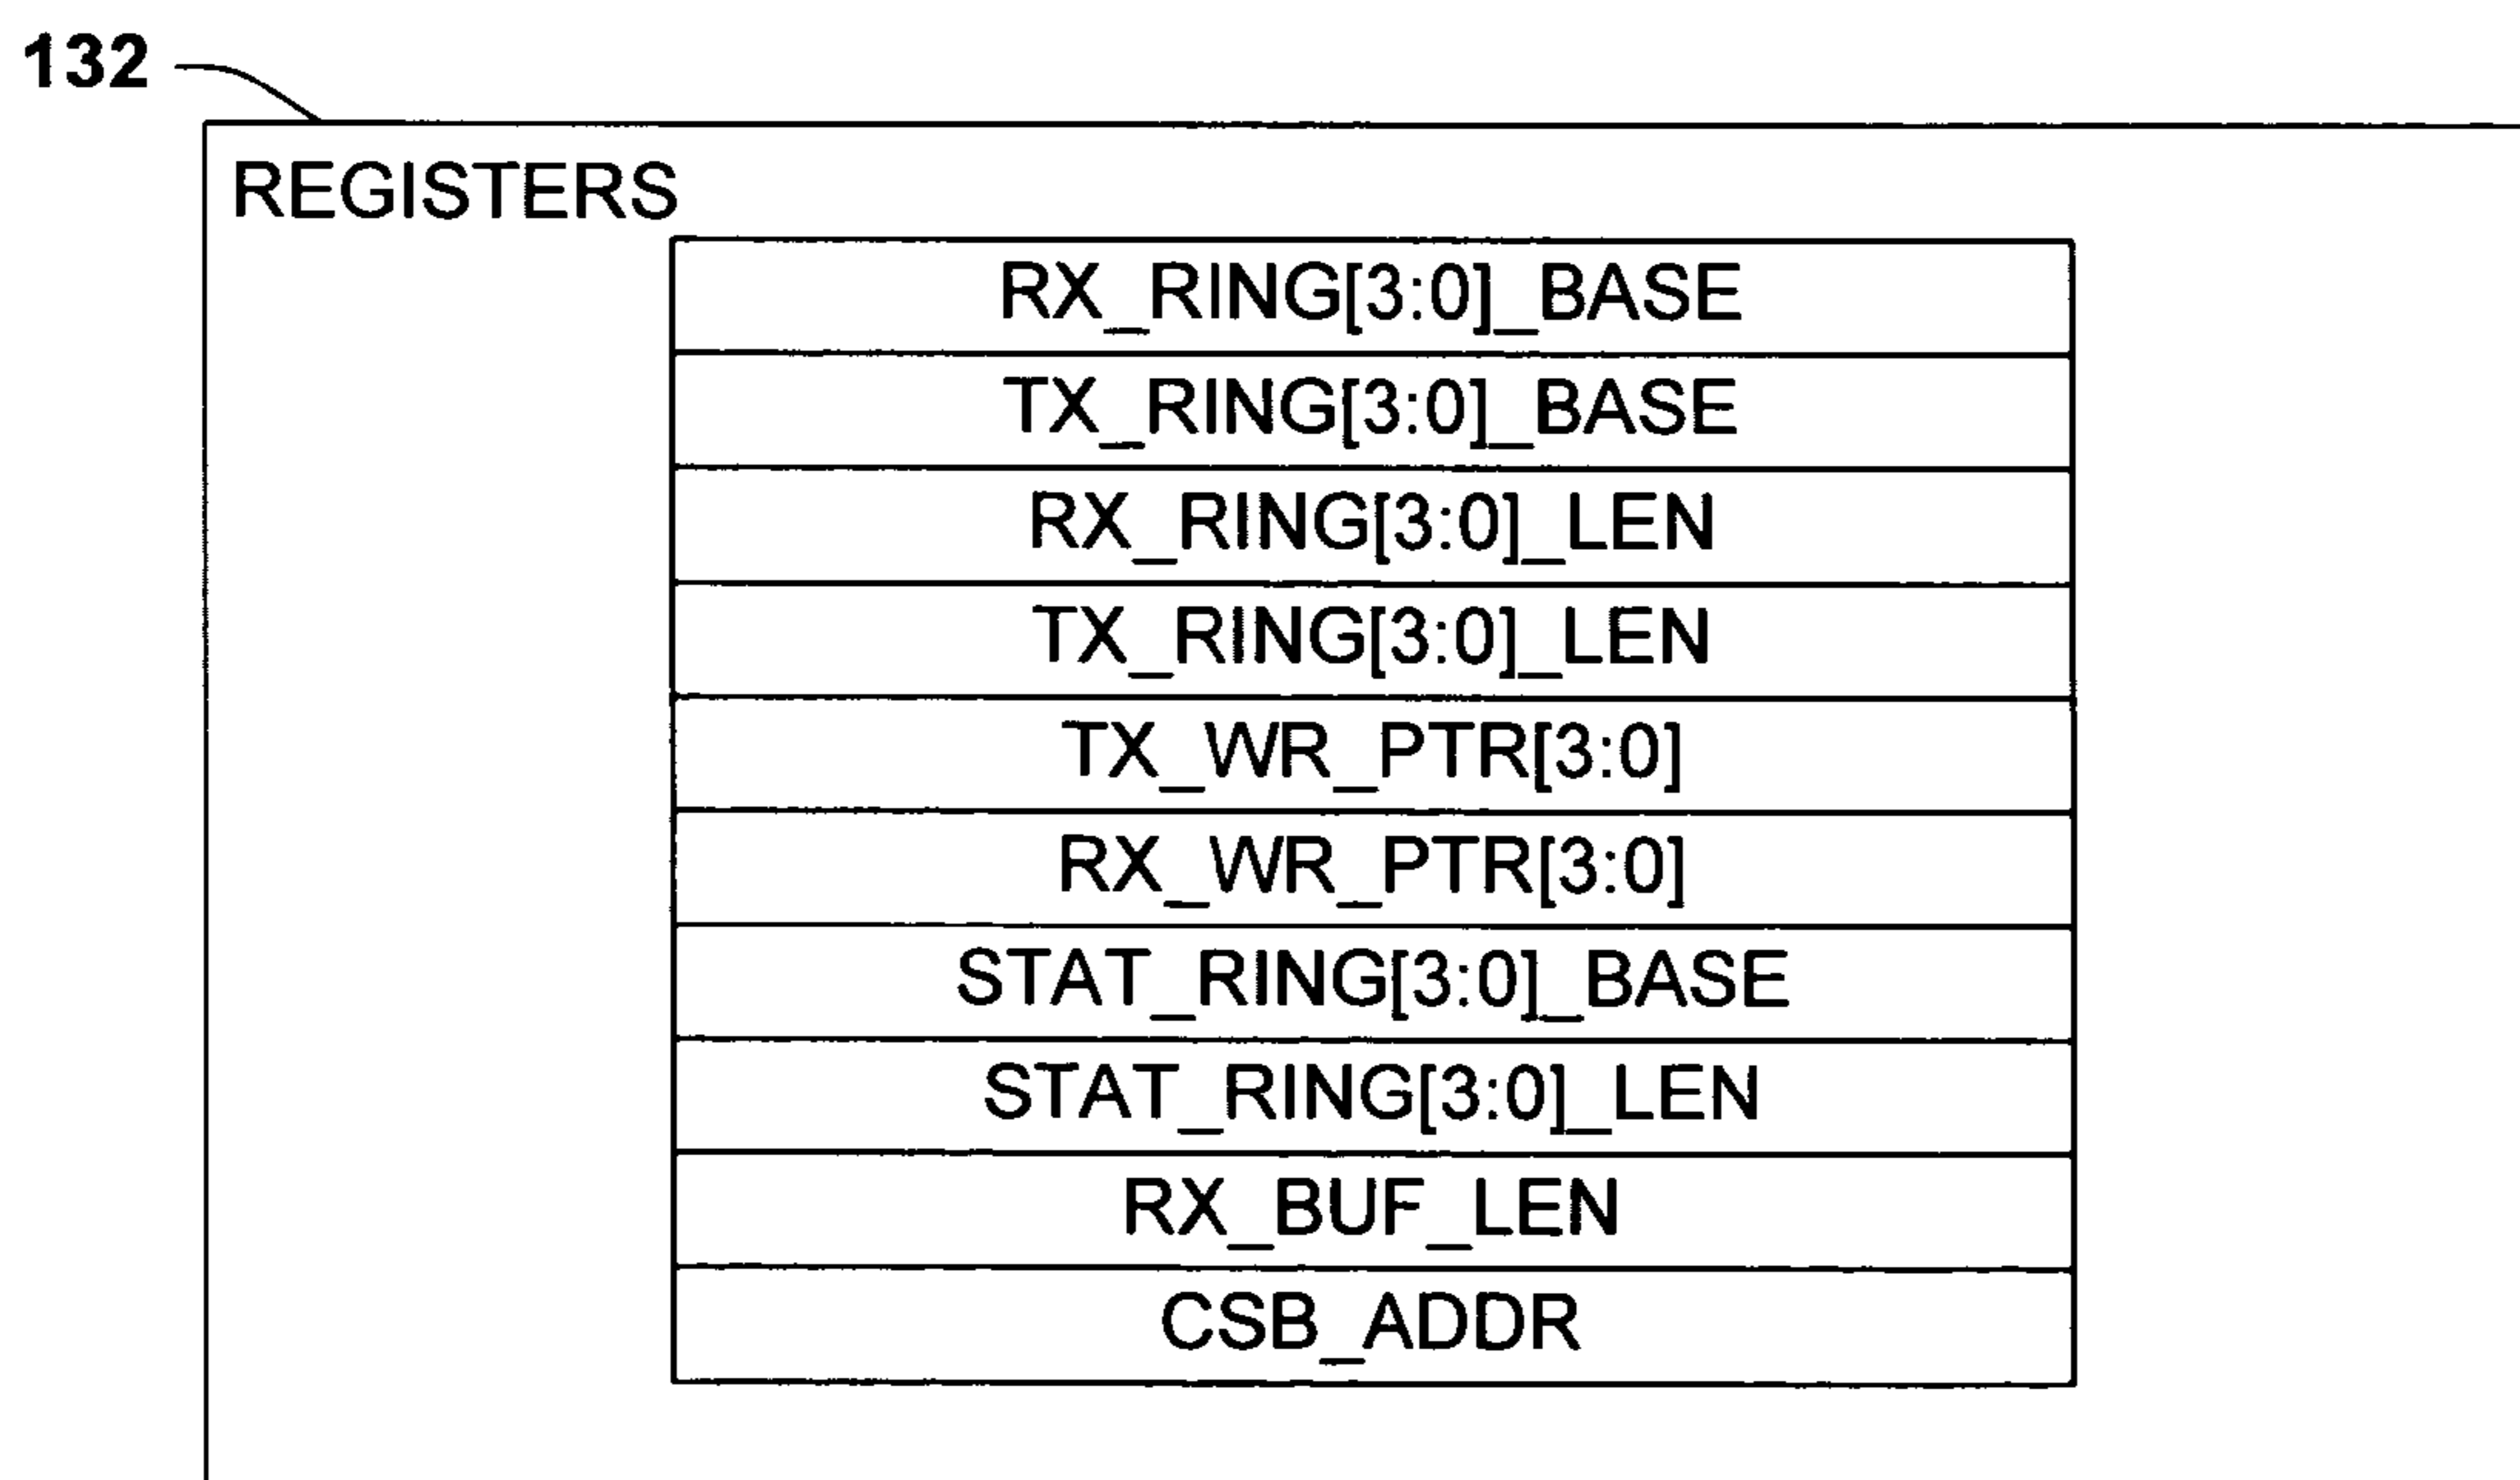 132
REGISTERS
RX_RING[3:0]_BASE
TX_RING[3:0]_BASE
RX_RING[3:0]_LEN
TX_RING[3:0]_LEN
TX_WR_PTR[3:0]
RX_WR_PTR[3:0]
STAT_RING[3:0]_BASE
STAT_RING[3:0]_LEN
RX_BUF_LEN
CSB_ADDR